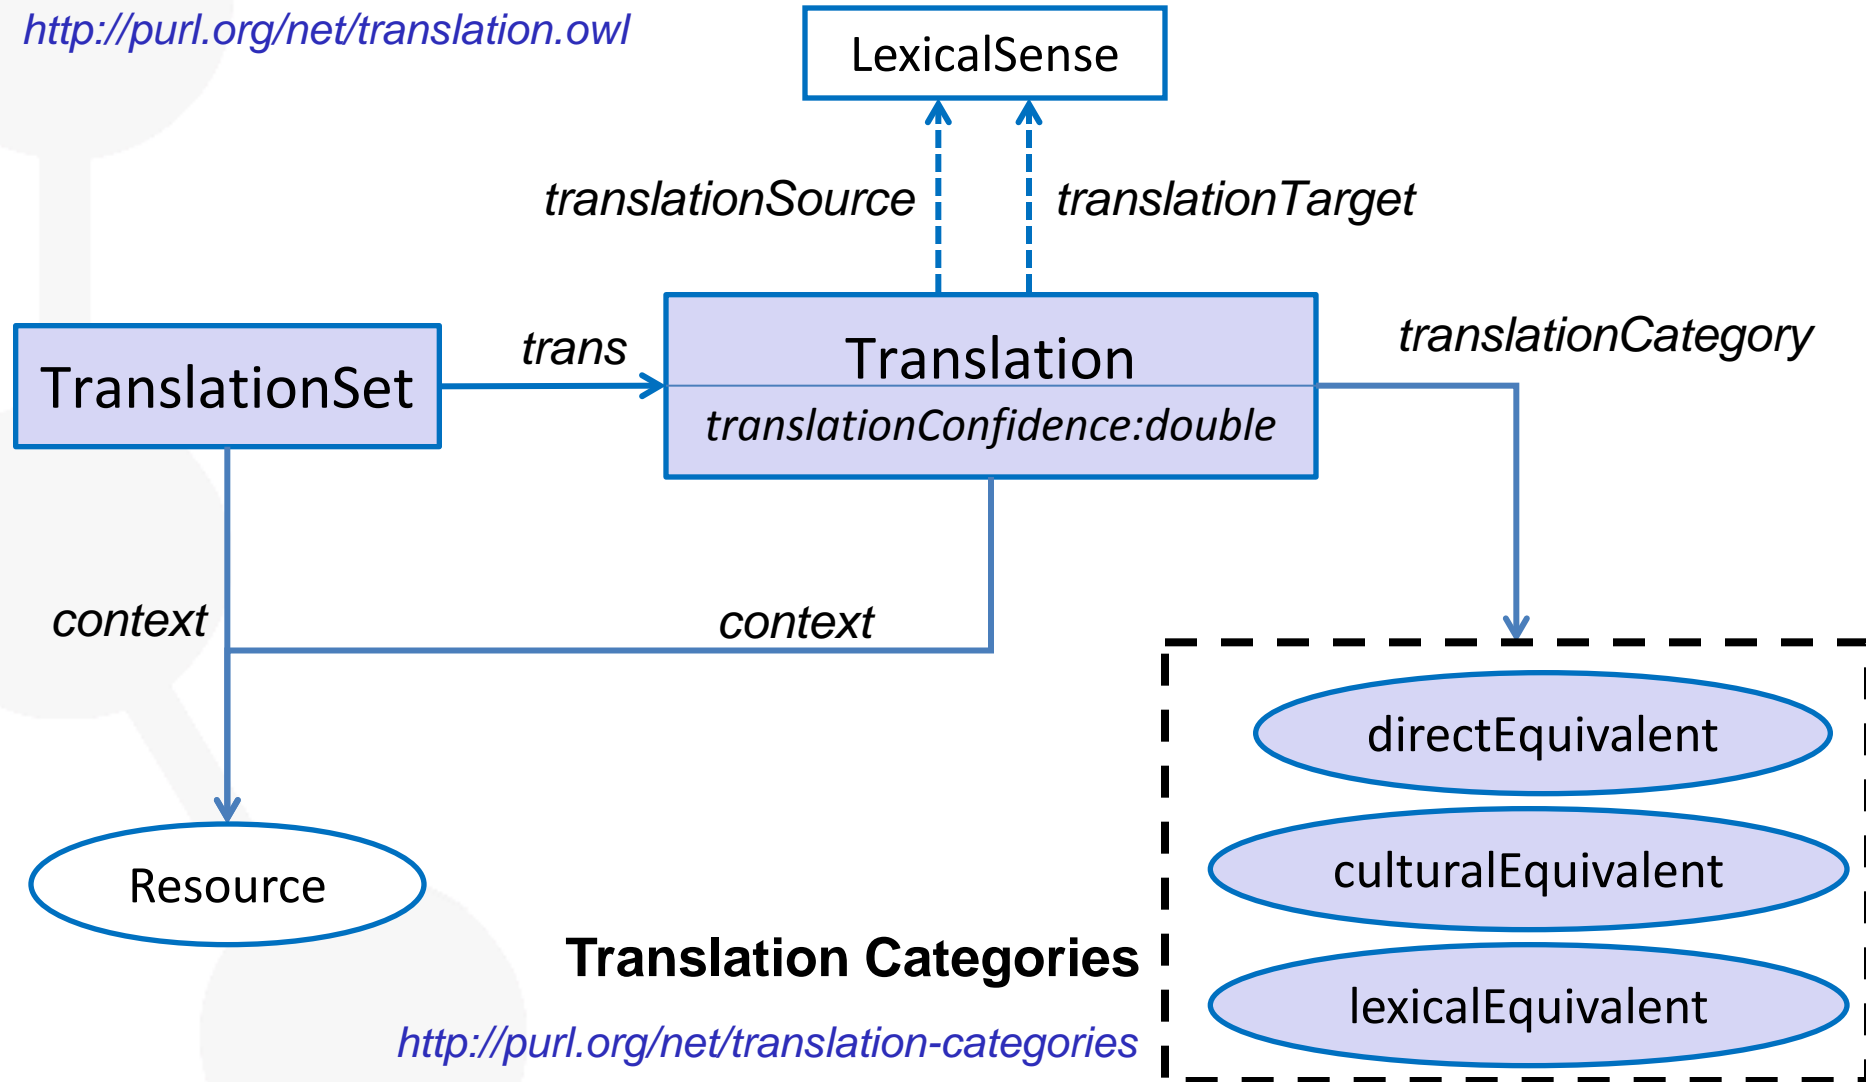 http://purl.org/net/translation.owl
LexicalSense
translationSource
translationTarget
TranslationSet
trans
Translation
translationConfidence:double
translationCategory
context
context
Resource
directEquivalent
culturalEquivalent
lexicalEquivalent
Translation Categories
http://purl.org/net/translation-categories